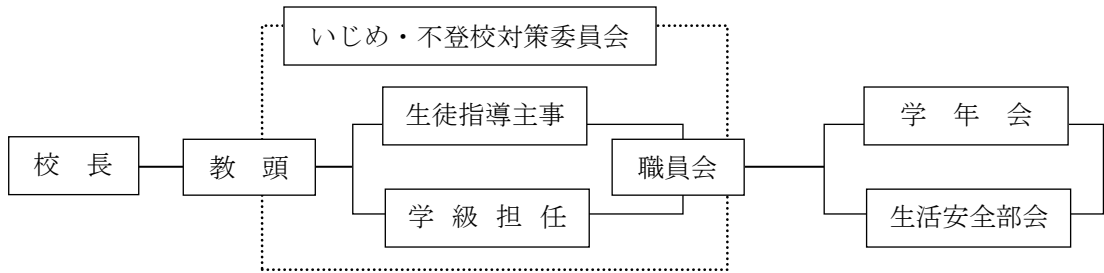 いじめ・不登校対策委員会
生徒指導主事
学 年 会
校 長
教 頭
職員会
学 級 担 任
生活安全部会